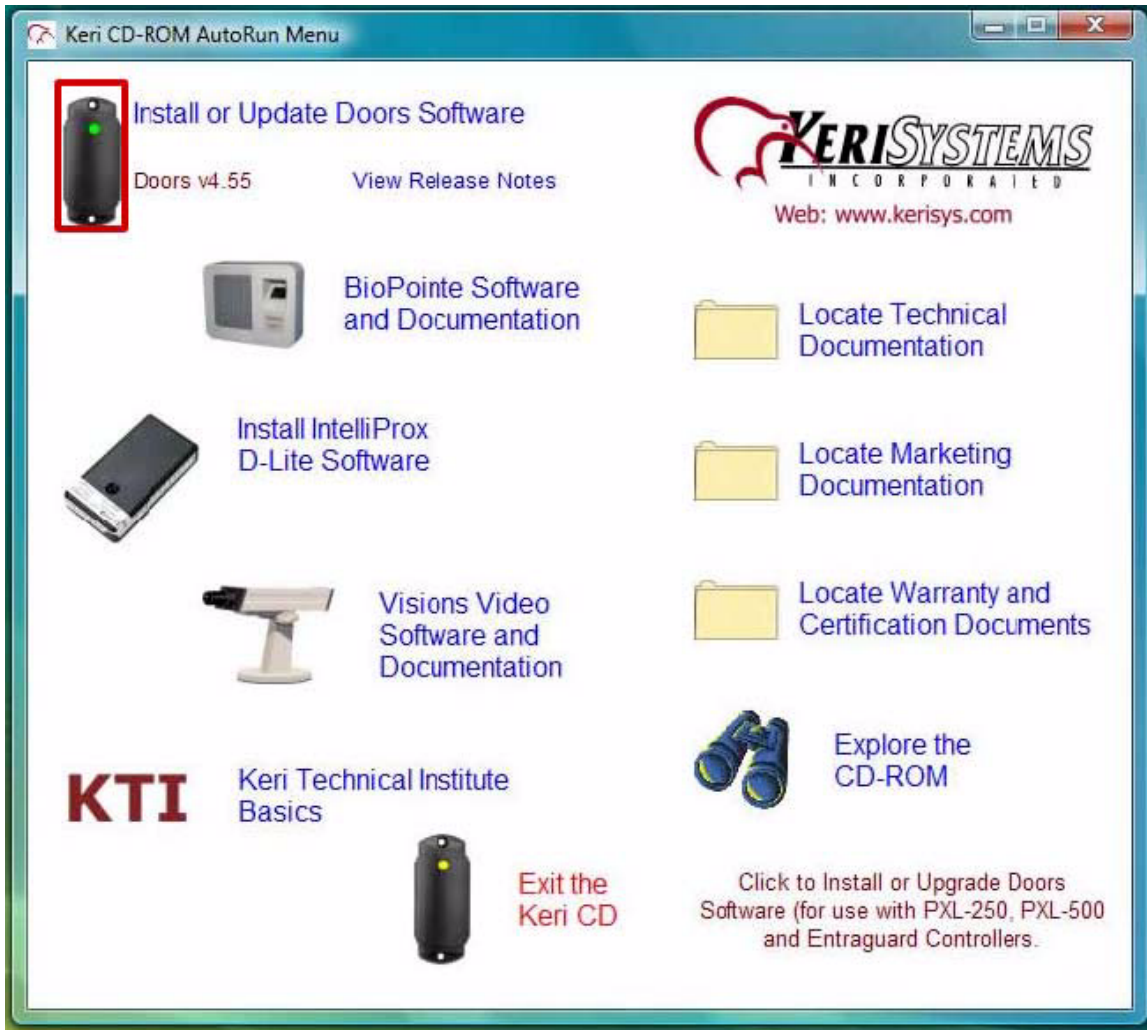 Keri CD-ROM AutoRun Menu
Install or Update Doors Software
Doors v4.55
View Release Notes
KERISYSTEMS
INCORPORATED
Web: www.kerisys.com
BioPointe Software
and Documentation
Locate Technical
Documentation
Install IntelliProx
D-Lite Software
Locate Marketing
Documentation
Visions Video
Software and
Documentation
Locate Warranty and
Certification Documents
Explore the
CD-ROM
KTI
Keri Technical Institute
Basics
Exit the
Keri CD
Click to Install or Upgrade Doors
Software (for use with PXL-250, PXL-500
and Entraguard Controllers.